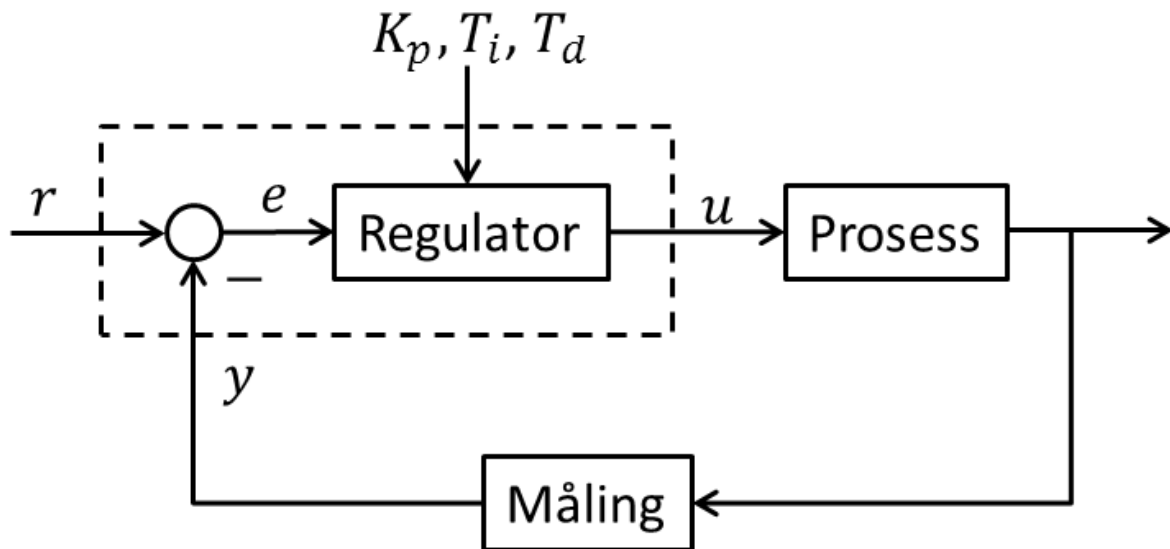 K_p, T_i, T_d
r
e
Regulator
u
Prosess
−
y
Måling